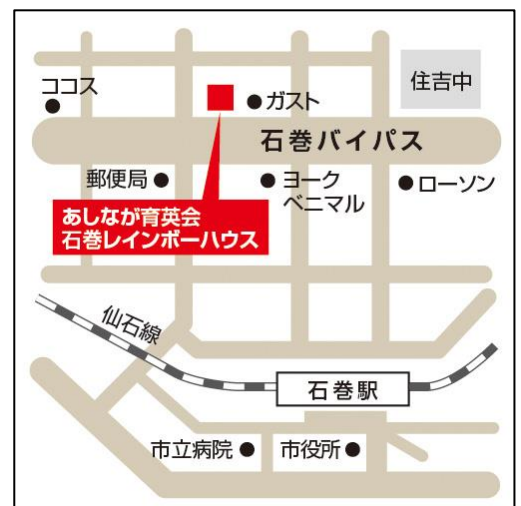 ココス
ガスト
住吉中
石巻バイパス
郵便局
ヨーク
ベニマル
ローソン
あしなが育英会
石巻レインボーハウス
仙石線
石巻駅
市立病院
市役所